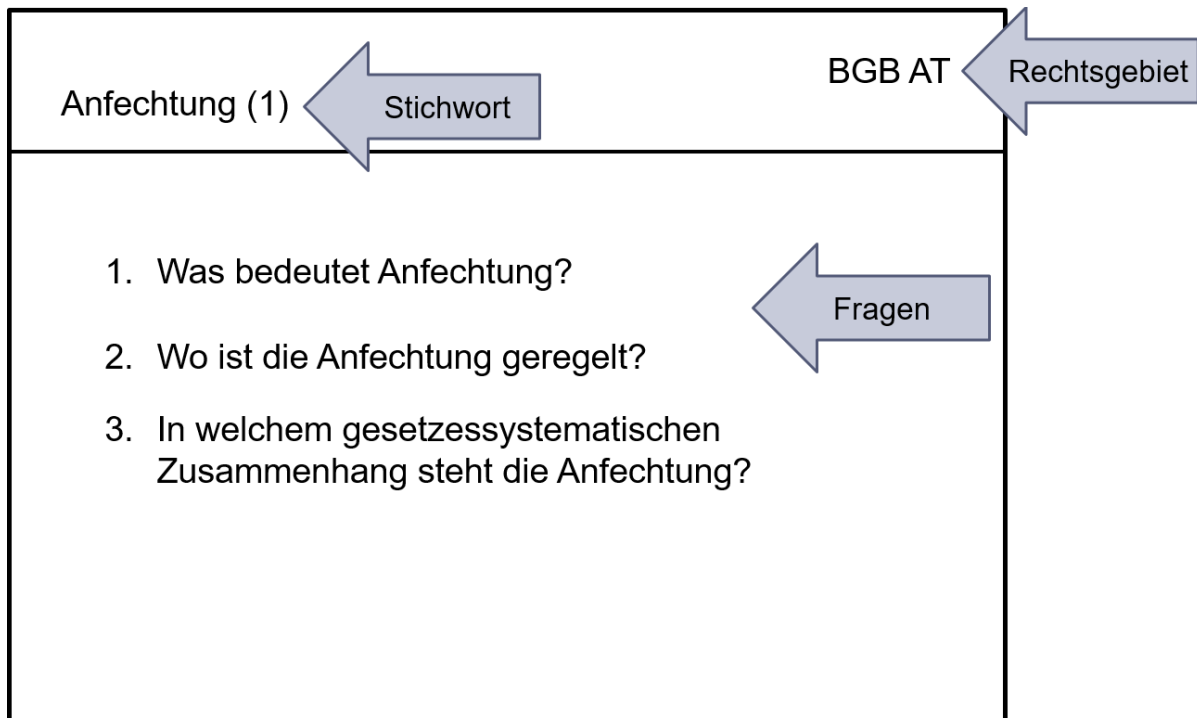 BGB AT
Rechtsgebiet
Anfechtung (1)
Stichwort
1. Was bedeutet Anfechtung?
Fragen
2. Wo ist die Anfechtung geregelt?
3. In welchem gesetzessystematischen
Zusammenhang steht die Anfechtung?